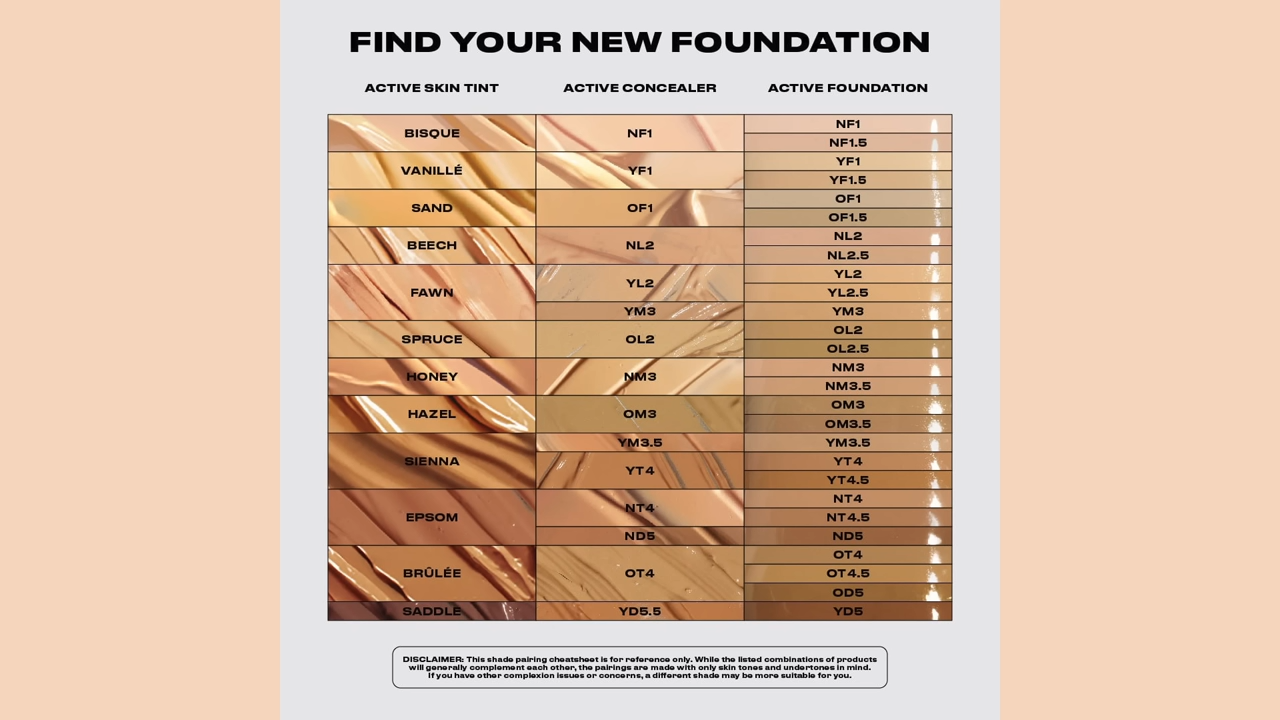 FIND YOUR NEW FOUNDATION
ACTIVE SKIN TINT ACTIVE CONCEALER ACTIVE FOUNDATION
BISQUE NF1 NF1
NF1.5
VANILLÉ YF1 YF1
YF1.5
SAND OF1 OF1
OF1.5
BEECH NL2 NL2
NL2.5
FAWN YL2 YL2
YL2.5
YM3 YM3
SPRUCE OL2 OL2
OL2.5
HONEY NM3 NM3
NM3.5
HAZEL OM3 OM3
OM3.5
SIENNA YM3.5 YM3.5
YT4 YT4
YT4.5
EPSOM NT4 NT4
NT4.5
ND5 ND5
BRÛLÉE OT4 OT4
OT4.5
OD5
SADDLE YD5.5 YD5
DISCLAIMER: This shade pairing cheatsheet is for reference only. While the listed combinations of products
will generally complement each other, the pairings are made with only skin tones and undertones in mind.
If you have other complexion issues or concerns, a different shade may be more suitable for you.